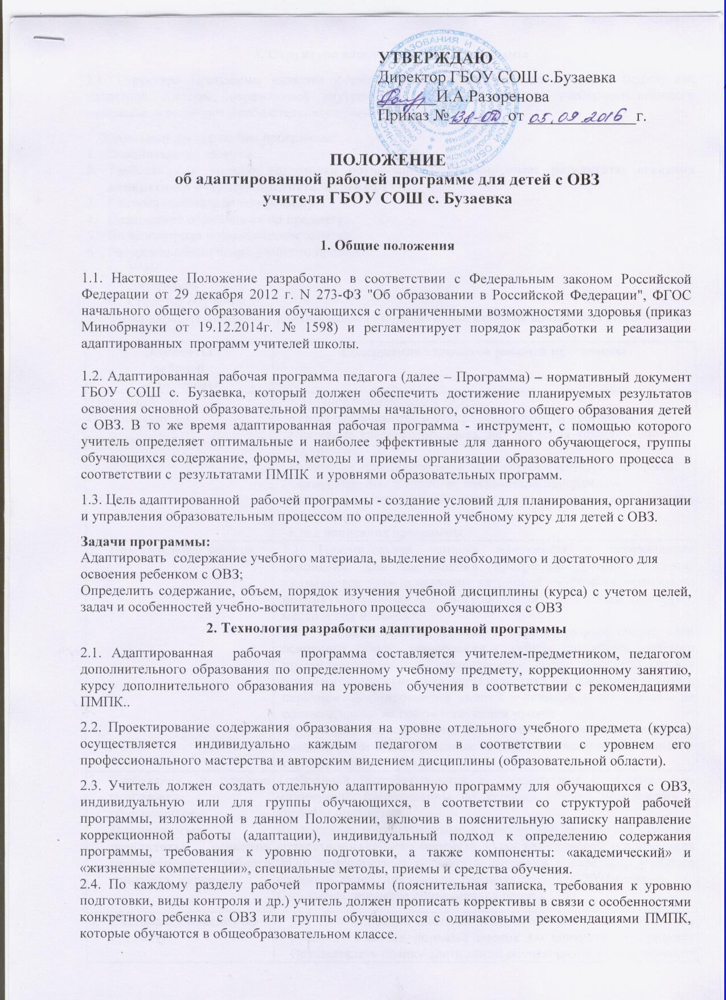 УТВЕРЖДАЮ
Директор ГБОУ СОШ с.Бузаевка
_______И.А.Разоренова
Приказ № 138-ОД от 05.09.2016 г.
ПОЛОЖЕНИЕ
об адаптированной рабочей программе для детей с ОВЗ
учителя ГБОУ СОШ с. Бузаевка
1. Общие положения
1.1. Настоящее Положение разработано в соответствии с Федеральным законом Российской
Федерации от 29 декабря 2012 г. N 273-ФЗ "Об образовании в Российской Федерации", ФГОС
начального общего образования обучающихся с ограниченными возможностями здоровья (приказ
Минобрнауки от 19.12.2014г. № 1598) и регламентирует порядок разработки и реализации
адаптированных программ учителей школы.
1.2. Адаптированная рабочая программа педагога (далее – Программа) – нормативный документ
ГБОУ СОШ с. Бузаевка, который должен обеспечить достижение планируемых результатов
освоения основной образовательной программы начального, основного общего образования детей
с ОВЗ. В то же время адаптированная рабочая программа - инструмент, с помощью которого
учитель определяет оптимальные и наиболее эффективные для данного обучающегося, группы
обучающихся содержание, формы, методы и приемы организации образовательного процесса в
соответствии с результатами ПМПК и уровнями образовательных программ.
1.3. Цель адаптированной рабочей программы - создание условий для планирования, организации
и управления образовательным процессом по определенной учебному курсу для детей с ОВЗ.
Задачи программы:
Адаптировать содержание учебного материала, выделение необходимого и достаточного для
освоения ребенком с ОВЗ;
Определить содержание, объем, порядок изучения учебной дисциплины (курса) с учетом целей,
задач и особенностей учебно-воспитательного процесса обучающихся с ОВЗ
2. Технология разработки адаптированной программы
2.1. Адаптированная рабочая программа составляется учителем-предметником, педагогом
дополнительного образования по определенному учебному предмету, коррекционному занятию,
курсу дополнительного образования на уровень обучения в соответствии с рекомендациями
ПМПК..
2.2. Проектирование содержания образования на уровне отдельного учебного предмета (курса)
осуществляется индивидуально каждым педагогом в соответствии с уровнем его
профессионального мастерства и авторским видением дисциплины (образовательной области).
2.3. Учитель должен создать отдельную адаптированную программу для обучающихся с ОВЗ,
индивидуальную или для группы обучающихся, в соответствии со структурой рабочей
программы, изложенной в данном Положении, включив в пояснительную записку направление
коррекционной работы (адаптации), индивидуальный подход к определению содержания
программы, требования к уровню подготовки, а также компоненты: «академический» и
«жизненные компетенции», специальные методы, приемы и средства обучения.
2.4. По каждому разделу рабочей программы (пояснительная записка, требования к уровню
подготовки, виды контроля и др.) учитель должен прописать коррективы в связи с особенностями
конкретного ребенка с ОВЗ или группы обучающихся с одинаковыми рекомендациями ПМПК,
которые обучаются в общеобразовательном классе.